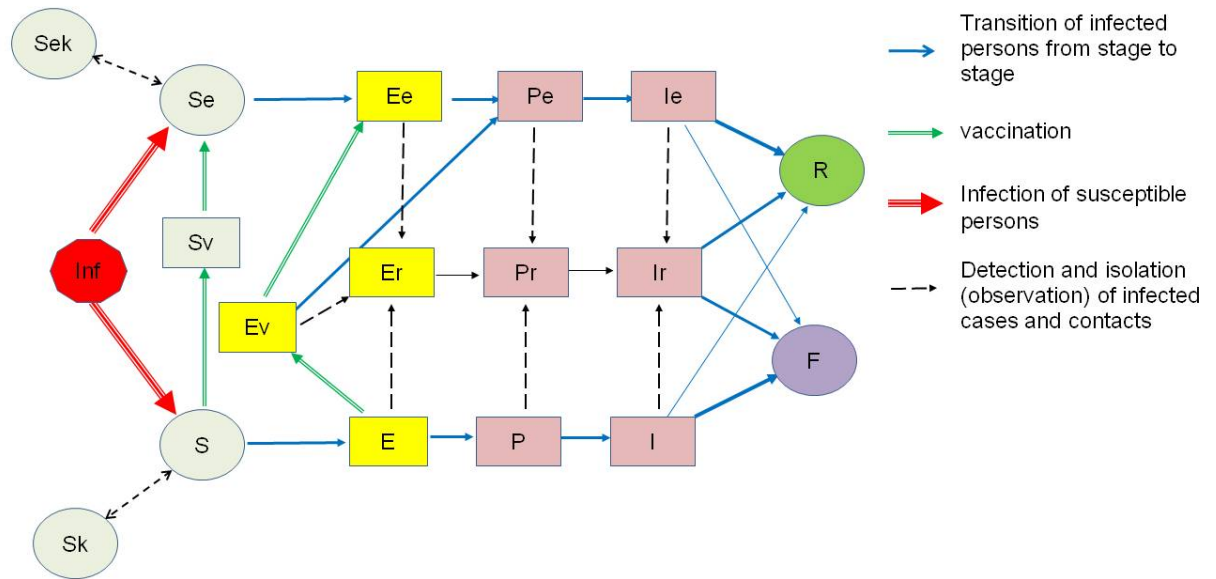 Sek
Se
Ee
Pe
Ie
R
Sv
Inf
Er
Pr
Ir
Ev
F
S
E
P
I
Sk
Transition of infected
persons from stage to
stage
vaccination
Infection of susceptible
persons
Detection and isolation
(observation) of infected
cases and contacts